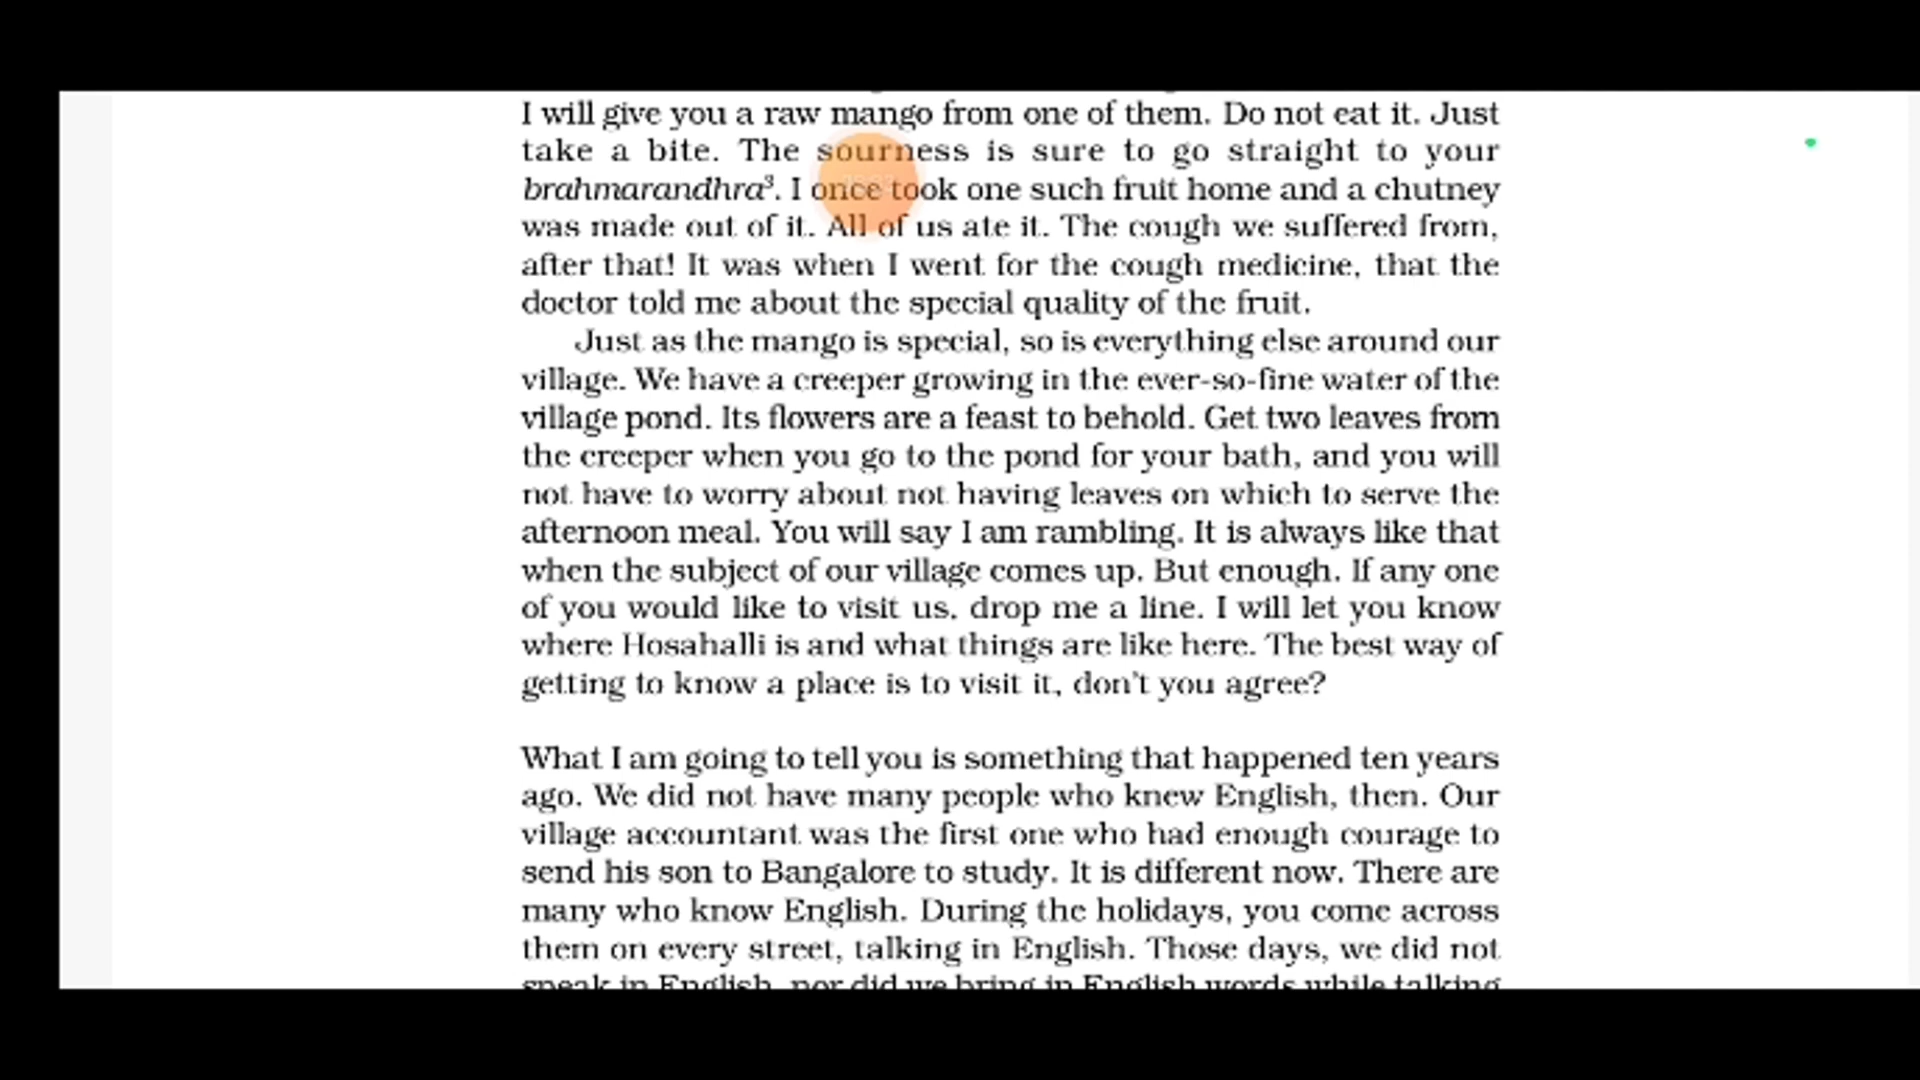 I will give you a raw mango from one of them. Do not eat it. Just
take a bite. The sourness is sure to go straight to your
brahmarandhra³. I once took one such fruit home and a chutney
was made out of it. All of us ate it. The cough we suffered from,
after that! It was when I went for the cough medicine, that the
doctor told me about the special quality of the fruit.
Just as the mango is special, so is everything else around our
village. We have a creeper growing in the ever-so-fine water of the
village pond. Its flowers are a feast to behold. Get two leaves from
the creeper when you go to the pond for your bath, and you will
not have to worry about not having leaves on which to serve the
afternoon meal. You will say I am rambling. It is always like that
when the subject of our village comes up. But enough. If any one
of you would like to visit us, drop me a line. I will let you know
where Hosahalli is and what things are like here. The best way of
getting to know a place is to visit it, don't you agree?
What I am going to tell you is something that happened ten years
ago. We did not have many people who knew English, then. Our
village accountant was the first one who had enough courage to
send his son to Bangalore to study. It is different now. There are
many who know English. During the holidays, you come across
them on every street, talking in English. Those days, we did not
speak in English, nor did we bring in English words while talking